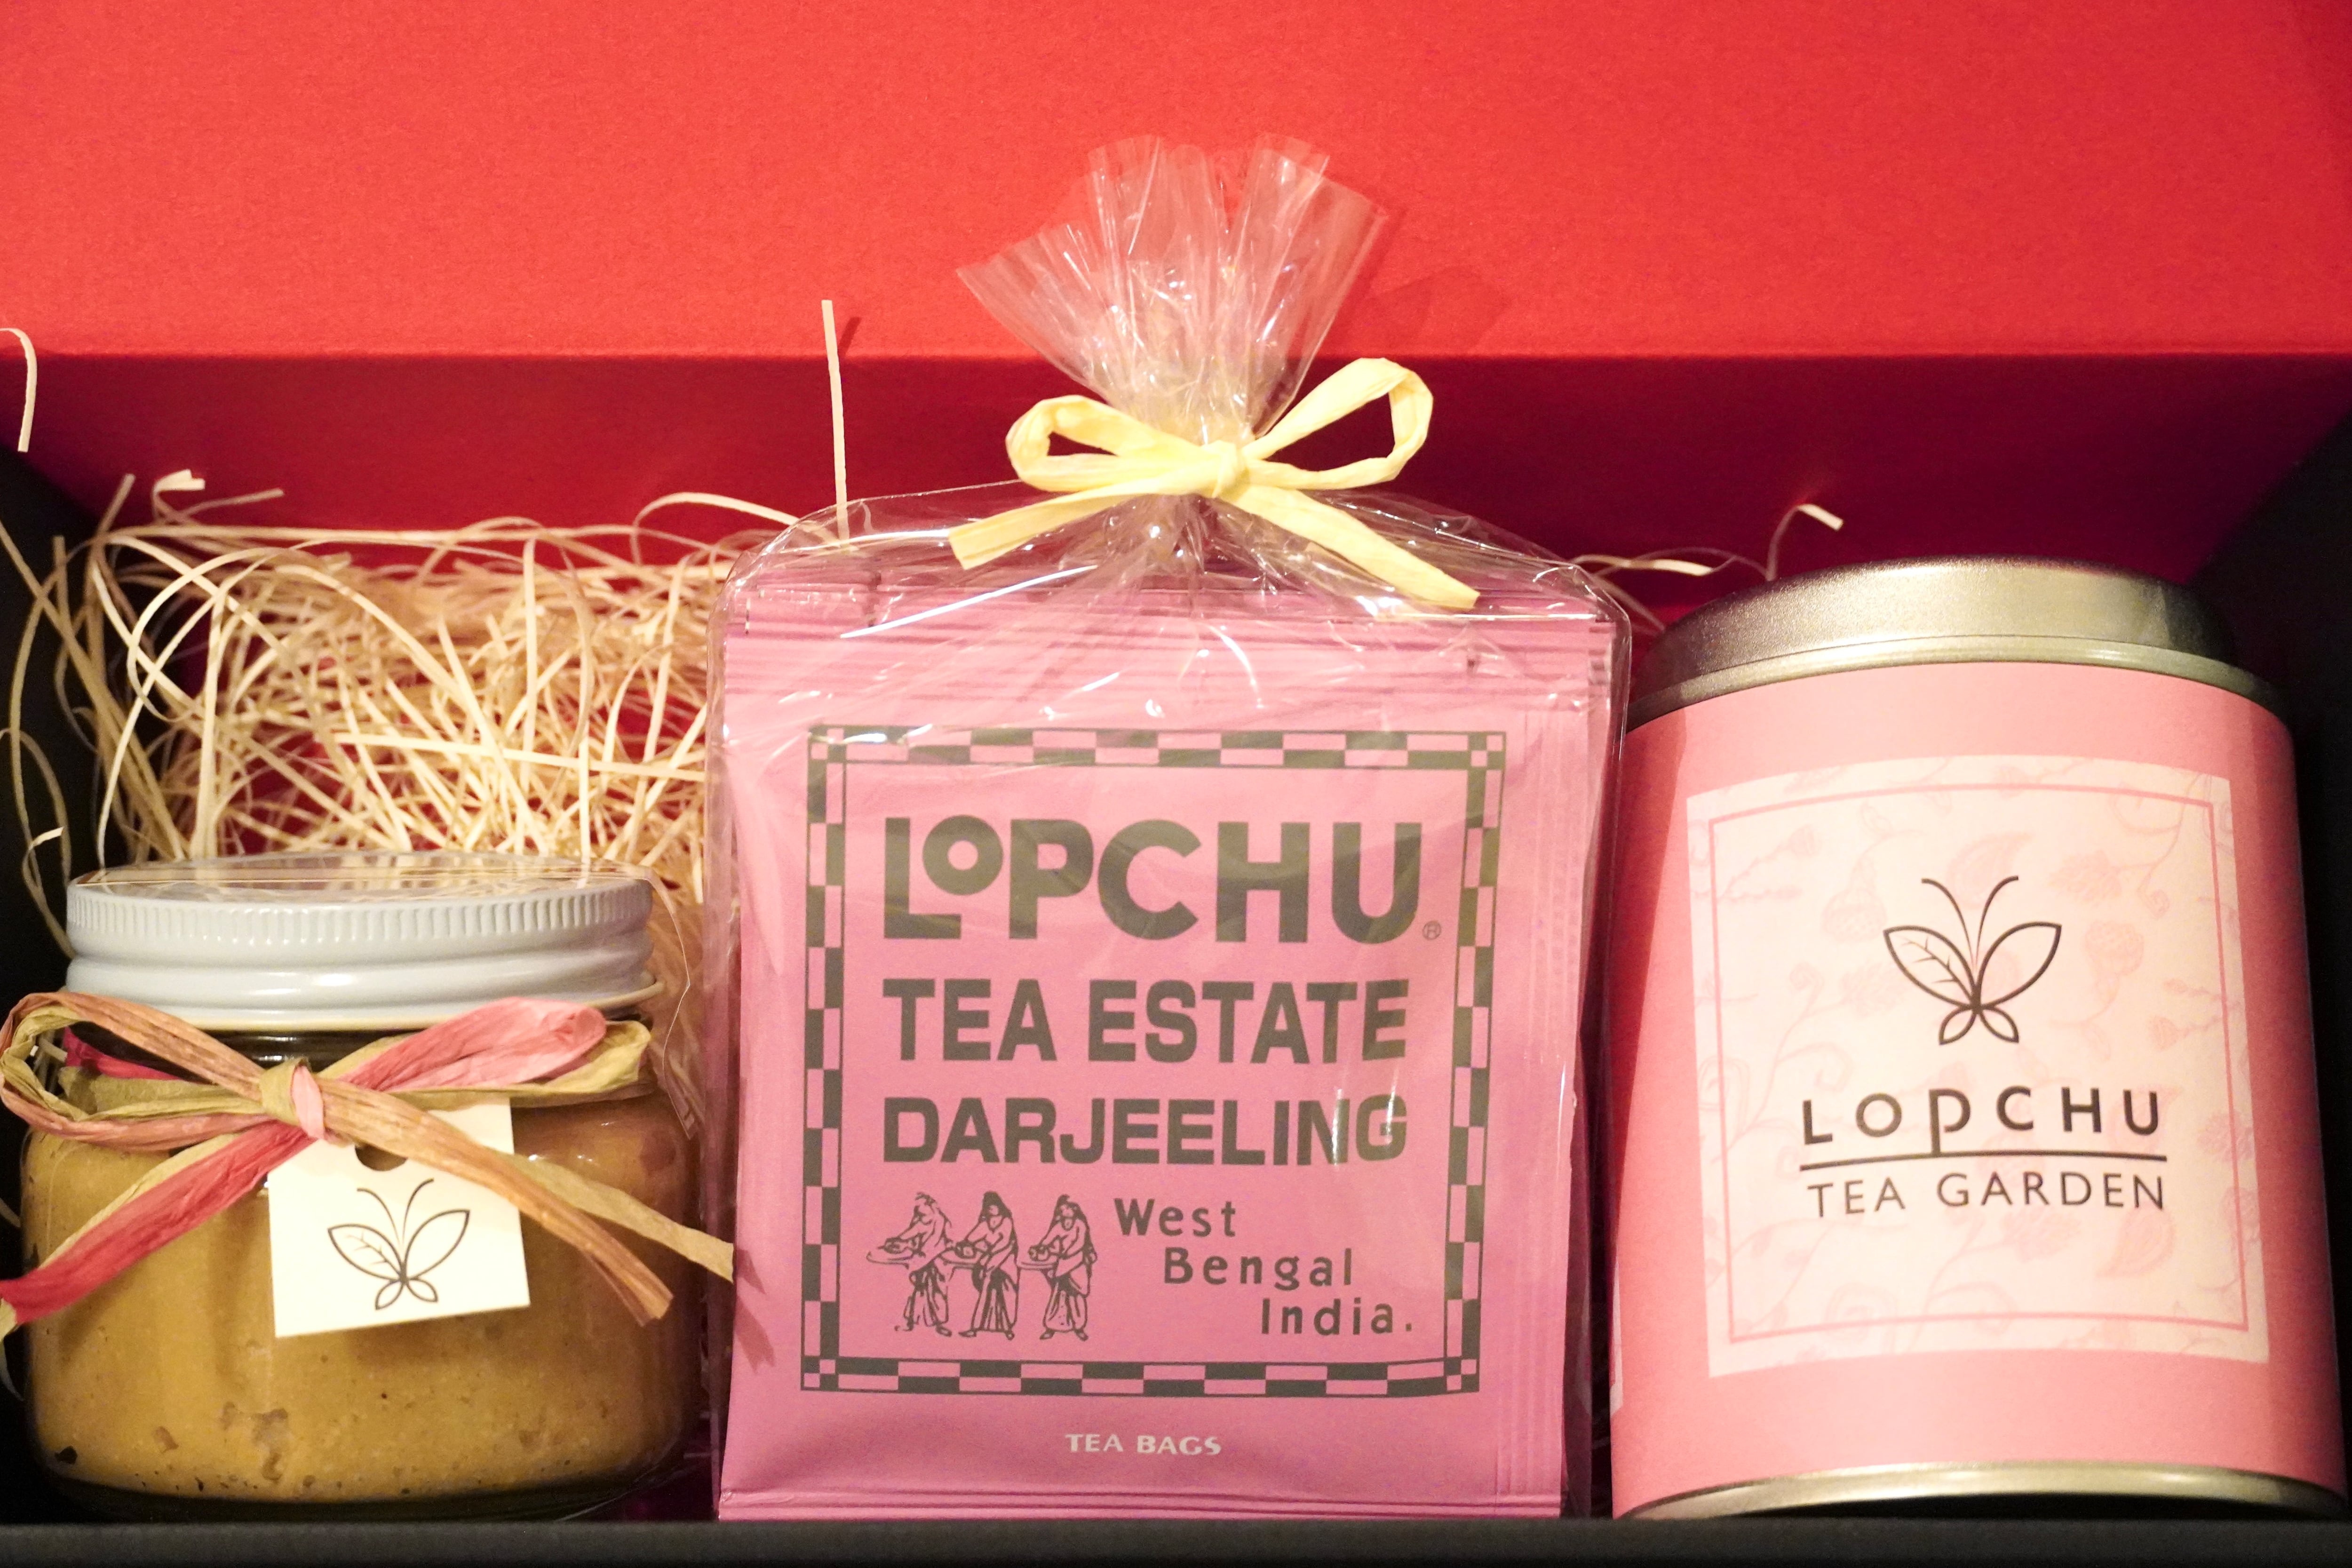 LOPCHU®
TEA ESTATE
DARJEELING
West
Bengal
India.
TEA BAGS
LOPCHU
TEA GARDEN